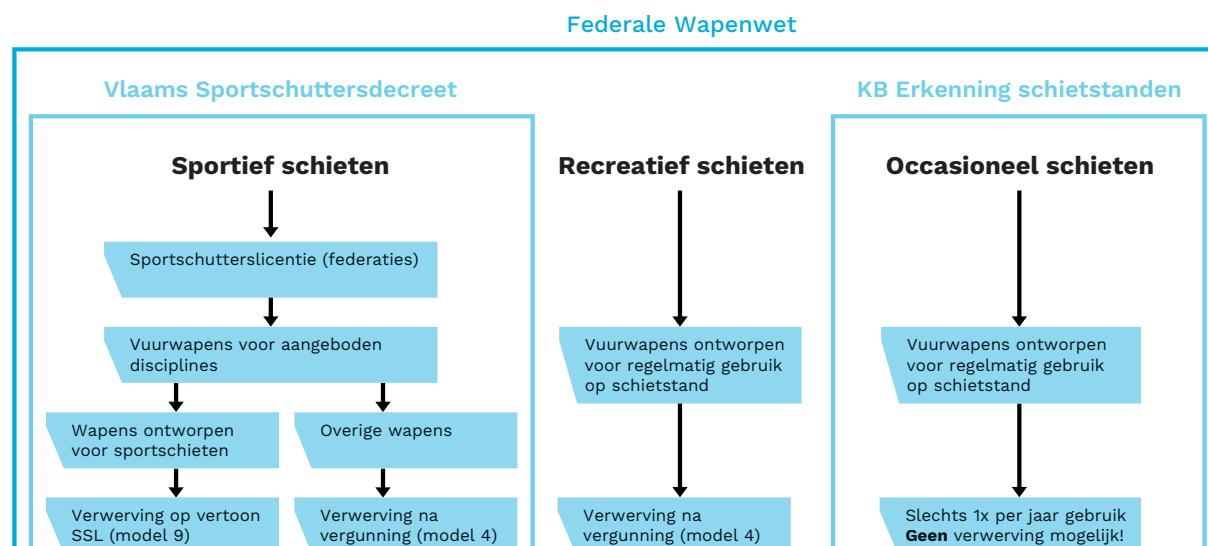 Federale Wapenwet
Vlaams Sportschuttersdecreet
KB Erkenning schietstanden
Sportief schieten
Recreatief schieten
Occasioneel schieten
Sportschutterslicentie (federaties)
Vuurwapens voor aangeboden
disciplines
Vuurwapens ontworpen
voor regelmatig gebruik
op schietstand
Vuurwapens ontworpen
voor regelmatig gebruik
op schietstand
Wapens ontworpen
voor sportschieten
Overige wapens
Verwerving op vertoon
SSL (model 9)
Verwerving na
vergunning (model 4)
Verwerving na
vergunning (model 4)
Slechts 1x per jaar gebruik
Geen verwerving mogelijk!